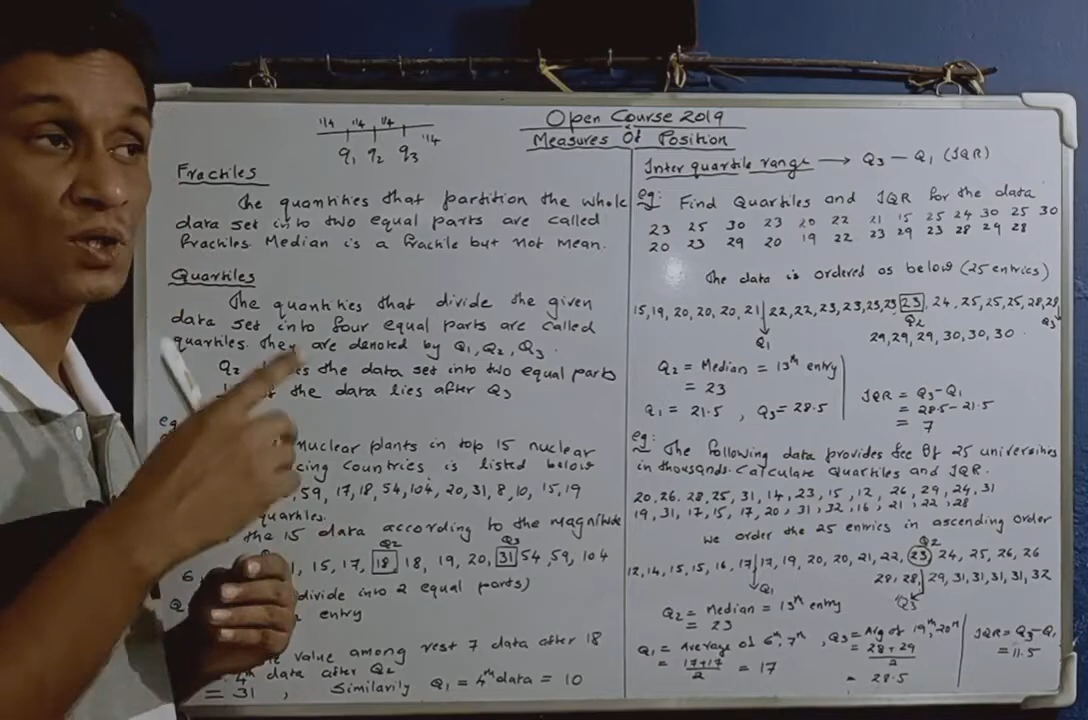 Open Course 2019
Measures Of Position
1/4 1/4 1/4 1/4
q1 q2 q3
Fractiles
The quantities that partition the whole
data set into two equal parts are called
fractiles. Median is a fractile but not mean.
Quartiles
The quantities that divide the given
data set into four equal parts are called
quartiles. They are denoted by Q1, Q2, Q3.
Q2 the data set into two equal parts
the data lies after Q3
eg
nuclear plants in top 15 nuclear
countries is listed below
59, 17, 18, 54, 104, 20, 31, 8, 10, 15, 19
quartiles.
the 15 data according to the magnitude
Q2 Q3
6, 15, 17, 18, 18, 19, 20, 31, 54, 59, 104
divide into 2 equal parts)
entry
value among rest 7 data after 18
4th data after Q2
= 31, Similarily Q1 = 4th data = 10
Inter quartile range → Q3 – Q1 (IQR)
eg: Find Quartiles and IQR for the data
23 25 30 23 20 22 21 15 25 24 30 25 30
20 23 29 20 19 22 23 29 23 28 29 28
The data is ordered as below (25 entries)
15, 19, 20, 20, 20, 21, 22, 22, 23, 23, 23, 23, 23, 24, 25, 25, 25, 28, 28,
Q1 Q2 Q3
29, 29, 29, 30, 30, 30
Q2 = Median = 13th entry
= 23
Q1 = 21.5, Q3 = 28.5
IQR = Q3-Q1
= 28.5-21.5
= 7
eg: The following data provides fee of 25 universities
in thousands. Calculate Quartiles and IQR.
20, 26, 28, 25, 31, 14, 23, 15, 12, 26, 29, 24, 31
19, 31, 17, 15, 17, 20, 31, 32, 16, 21, 22, 28
We order the 25 entries in ascending order
Q2
12, 14, 15, 15, 16, 17, 17, 19, 20, 20, 21, 22, 23, 24, 25, 26, 26
Q1
28, 28, 29, 31, 31, 31, 31, 32
Q3
Q2 = Median = 13th entry
= 23
Q1 = Average of 6th, 7th
= 17+17/2 = 17
Q3 = Avg of 19th, 20th
= 28+29/2
= 28.5
IQR = Q3-Q1
= 11.5